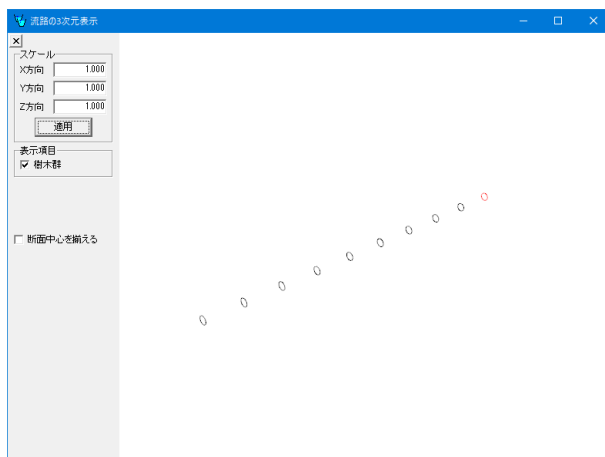 流路の3次元表示
スケール
X方向 1.000
Y方向 1.000
Z方向 1.000
適用
表示項目
樹木群
断面中心を揃える